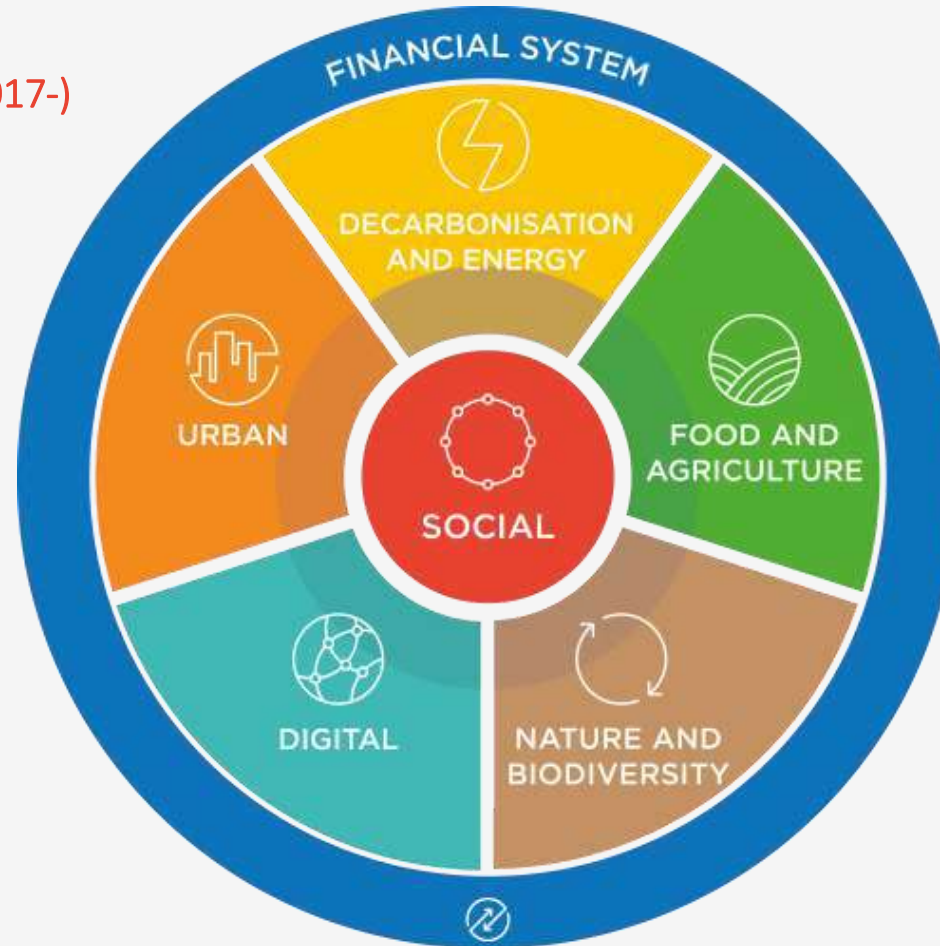 017-)
FINANCIAL SYSTEM
DECARBONISATION
AND ENERGY
URBAN
FOOD AND
AGRICULTURE
SOCIAL
DIGITAL
NATURE AND
BIODIVERSITY